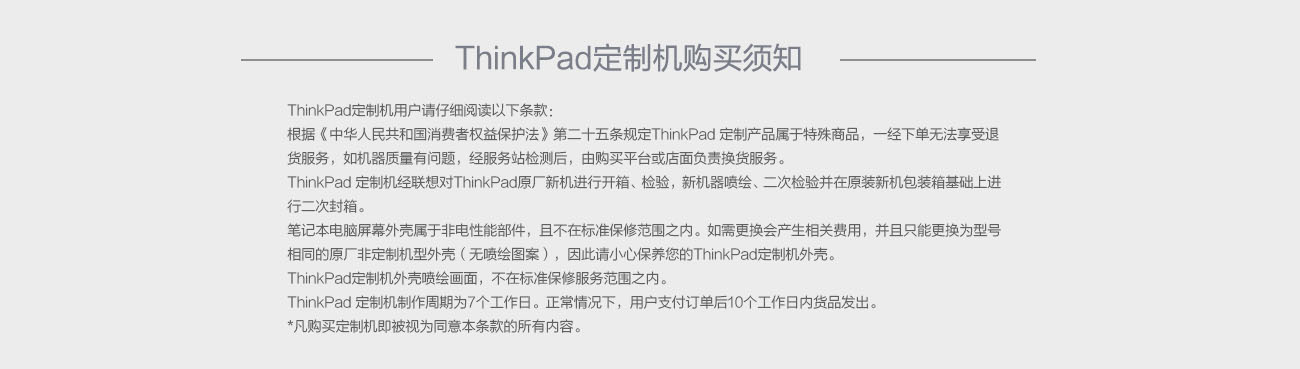 ThinkPad定制机购买须知
ThinkPad定制机用户请仔细阅读以下条款：
根据《中华人民共和国消费者权益保护法》第二十五条规定ThinkPad 定制产品属于特殊商品，一经下单无法享受退
货服务，如机器质量有问题，经服务站检测后，由购买平台或店面负责换货服务。
ThinkPad 定制机经联想对ThinkPad原厂新机进行开箱、检验，新机器喷绘、二次检验并在原装新机包装箱基础上进
行二次封箱。
笔记本电脑屏幕外壳属于非电性能部件，且不在标准保修范围之内。如需更换会产生相关费用，并且只能更换为型号
相同的原厂非定制机型外壳（无喷绘图案），因此请小心保养您的ThinkPad定制机外壳。
ThinkPad定制机外壳喷绘画面，不在标准保修服务范围之内。
ThinkPad 定制机制作周期为7个工作日。正常情况下，用户支付订单后10个工作日内货品发出。
*凡购买定制机即被视为同意本条款的所有内容。